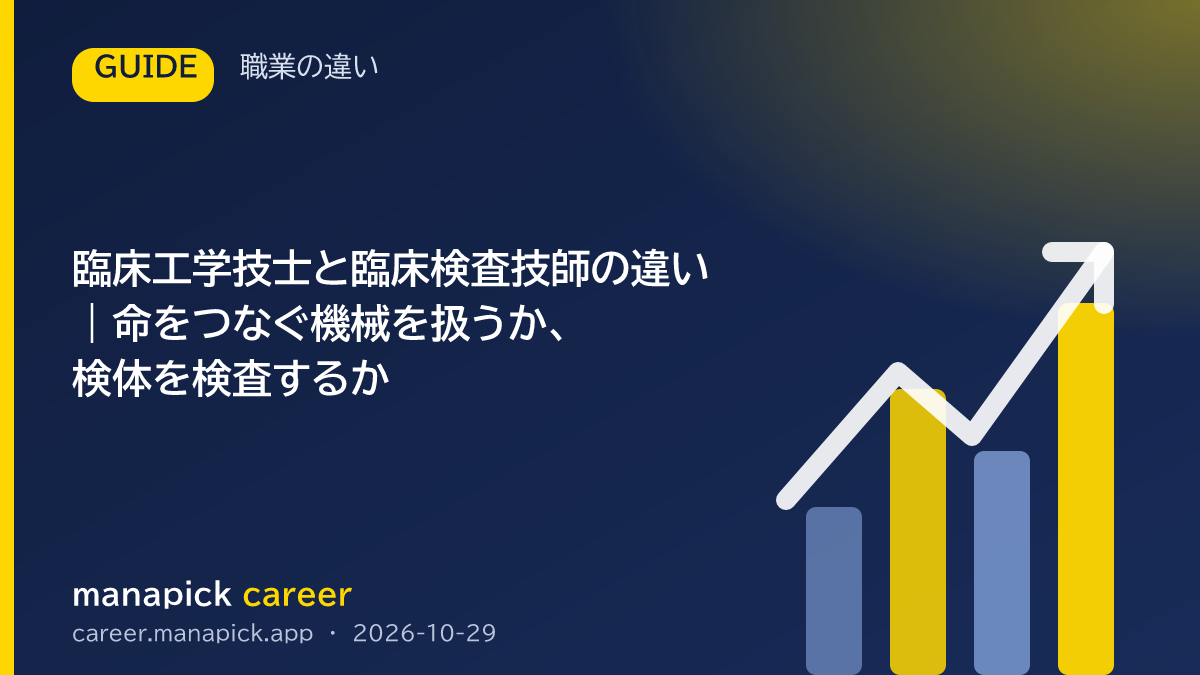 GUIDE 職業の違い
臨床工学技士と臨床検査技師の違い
｜命をつなぐ機械を扱うか、
検体を検査するか
manapick career
career.manapick.app · 2026-10-29